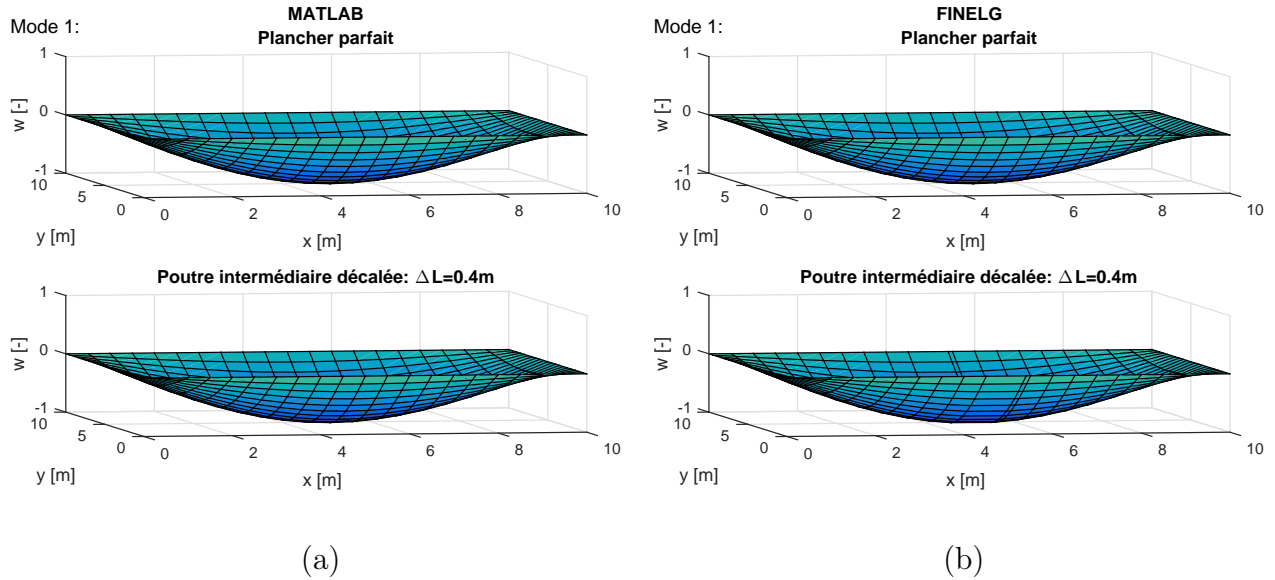 Mode 1:
MATLAB
Plancher parfait
1
0
-1
w [-]
10
5
0
y [m]
0
2
4
6
8
10
x [m]
Mode 1:
FINELG
Plancher parfait
1
0
-1
w [-]
10
5
0
y [m]
0
2
4
6
8
10
x [m]
Poutre intermédiaire décalée: Δ L=0.4m
1
0
-1
w [-]
10
5
0
y [m]
0
2
4
6
8
10
x [m]
Poutre intermédiaire décalée: Δ L=0.4m
1
0
-1
w [-]
10
5
0
y [m]
0
2
4
6
8
10
x [m]
(a)
(b)